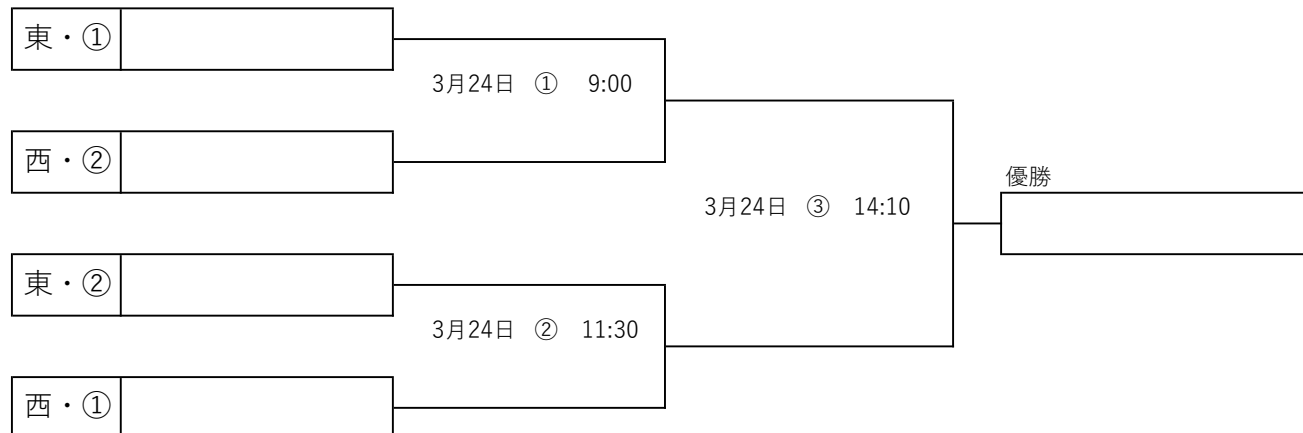 東・①
3月24日 ① 9:00
西・②
優勝
3月24日 ③ 14:10
東・②
3月24日 ② 11:30
西・①